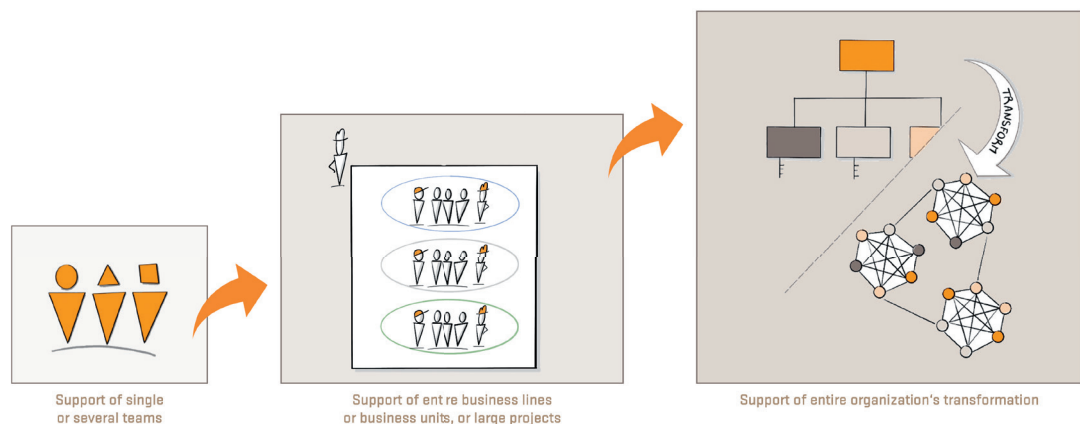 TRANSFORM
Support of single
or several teams
Support of ent re business lines
or business units, or large projects
Support of entire organization's transformation